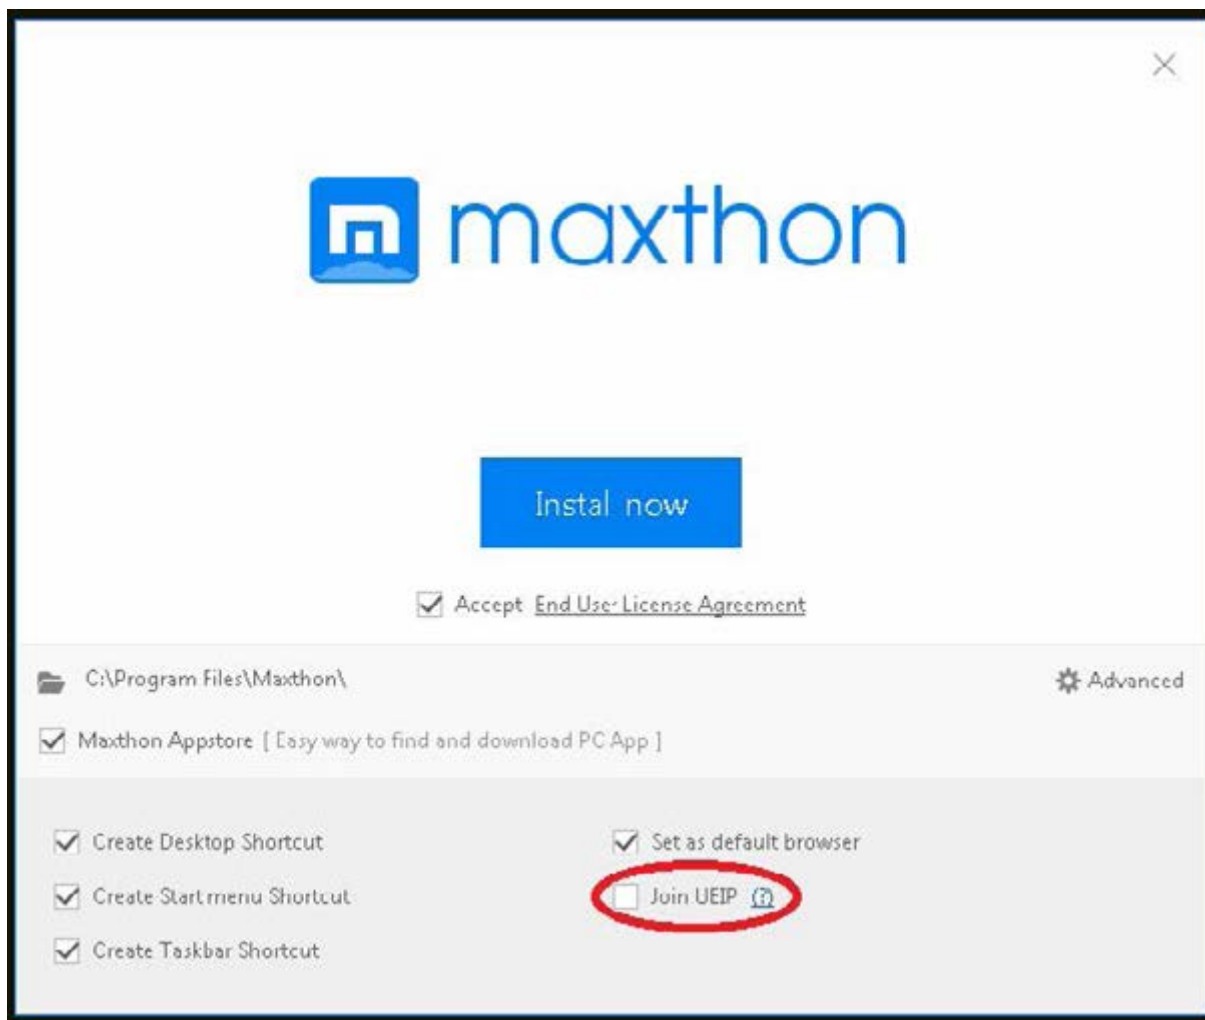 maxthon
Instal now
Accept End User License Agreement
C:\Program Files\Maxthon\
Advanced
Maxthon Appstore [ Easy way to find and download PC App ]
Create Desktop Shortcut
Set as default browser
Create Start menu Shortcut
Join UEIP (?)
Create Taskbar Shortcut